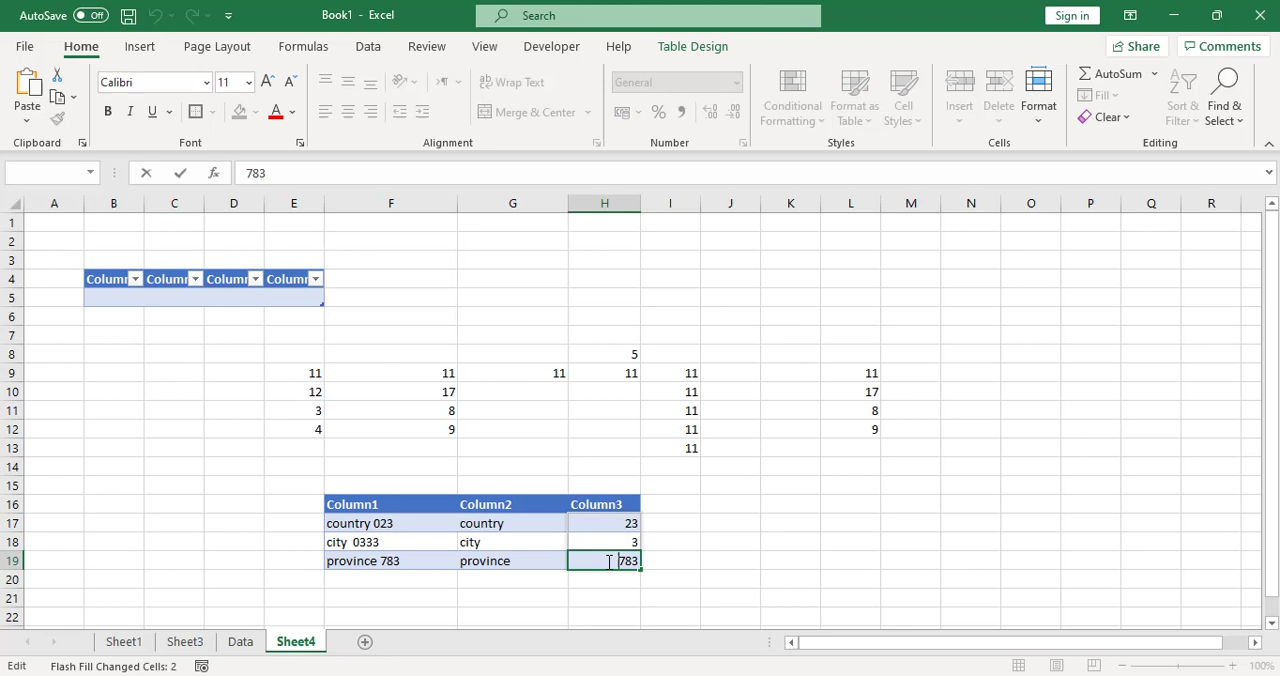 AutoSave Off Book1 - Excel Search Sign in
File Home Insert Page Layout Formulas Data Review View Developer Help Table Design Share Comments
Paste Calibri 11 A A Wrap Text General Conditional Formatting Format as Table Cell Styles Insert Delete Format AutoSum Sort & Filter Find & Select
B I U A Merge & Center % Fill
Clear
Clipboard Font Alignment Number Styles Cells Editing
fx 783
A B C D E F G H I J K L M N O P Q R
1
2
3
4 Colum Colum Colum Colum
5
6
7
8 5
9 11 11 11 11 11 11
10 12 17 11 17
11 3 8 11 8
12 4 9 11 9
13 11
14
15
16 Column1 Column2 Column3
17 country 023 country 23
18 city 0333 city 3
19 province 783 province 783
20
21
22
Sheet1 Sheet3 Data Sheet4
Edit Flash Fill Changed Cells: 2 100%